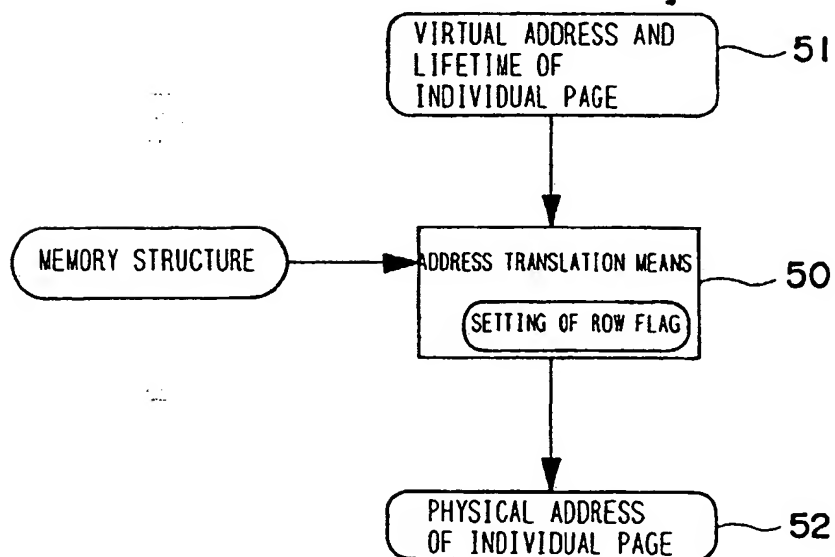 VIRTUAL ADDRESS AND
LIFETIME OF
INDIVIDUAL PAGE
51
MEMORY STRUCTURE
ADDRESS TRANSLATION MEANS
50
SETTING OF ROW FLAG
PHYSICAL ADDRESS
OF INDIVIDUAL PAGE
52